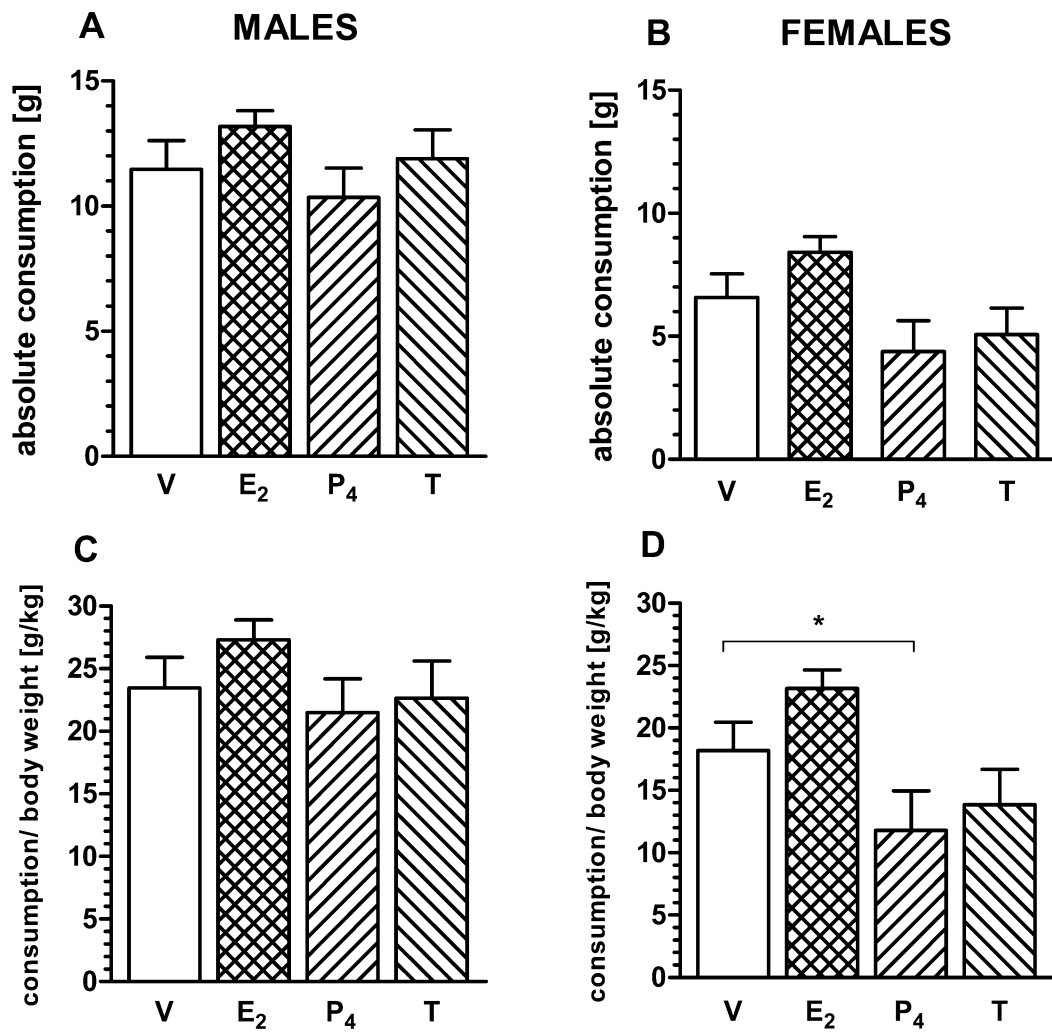 A
MALES
absolute consumption [g]
15
10
5
0
V E₂ P₄ T
B
FEMALES
absolute consumption [g]
15
10
5
0
V E₂ P₄ T
C
consumption/ body weight [g/kg]
30
25
20
15
10
5
0
V E₂ P₄ T
D
consumption/ body weight [g/kg]
30
25
20
15
10
5
0
*
V E₂ P₄ T